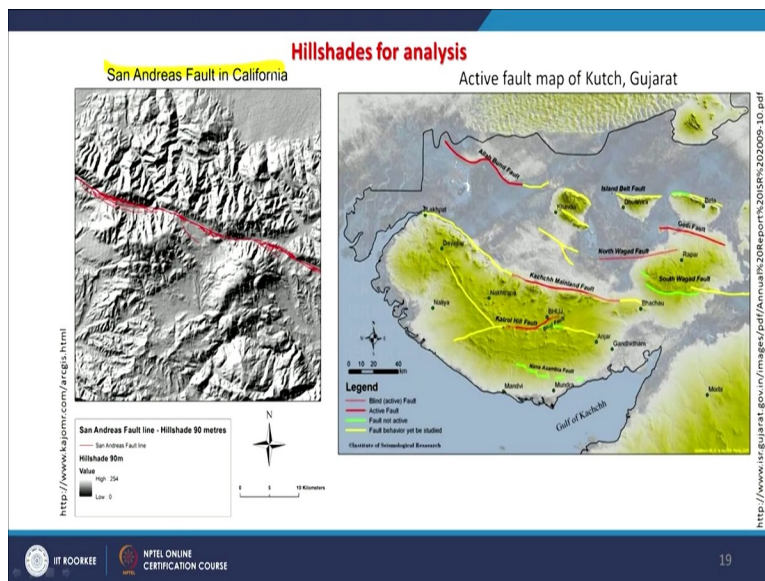 Hillshades for analysis
San Andreas Fault in California
http://www.kajomr.com/arcgis.html
San Andreas Fault line - Hillshade 90 metres
San Andreas Fault line
Hillshade 90m
Value
High : 254
Low : 0
N
0 5 10 Kilometers
Active fault map of Kutch, Gujarat
Allah Bund Fault
Island Belt Fault
Lakhpat
Khavda
Dholavira
Bela
Gedi Fault
Dayapar
North Wagad Fault
Rapar
Kachchh Mainland Fault
South Wagad Fault
Nakhtrana
Naliya
BHUJ
Bhachau
Katrol Hill Fault
Anjar
Gandhidham
0 10 20 40
km
Mandvi
Mundra
Gulf of Kachchh
Legend
Blind (active) Fault
Active Fault
Fault not active
Fault behavior yet be studied
©Institute of Seismological Research
http://www.isr.gujarat.gov.in/images/pdf/Annual%20Report%20ISR%202009-10.pdf
IIT ROORKEE
NPTEL ONLINE
CERTIFICATION COURSE
19